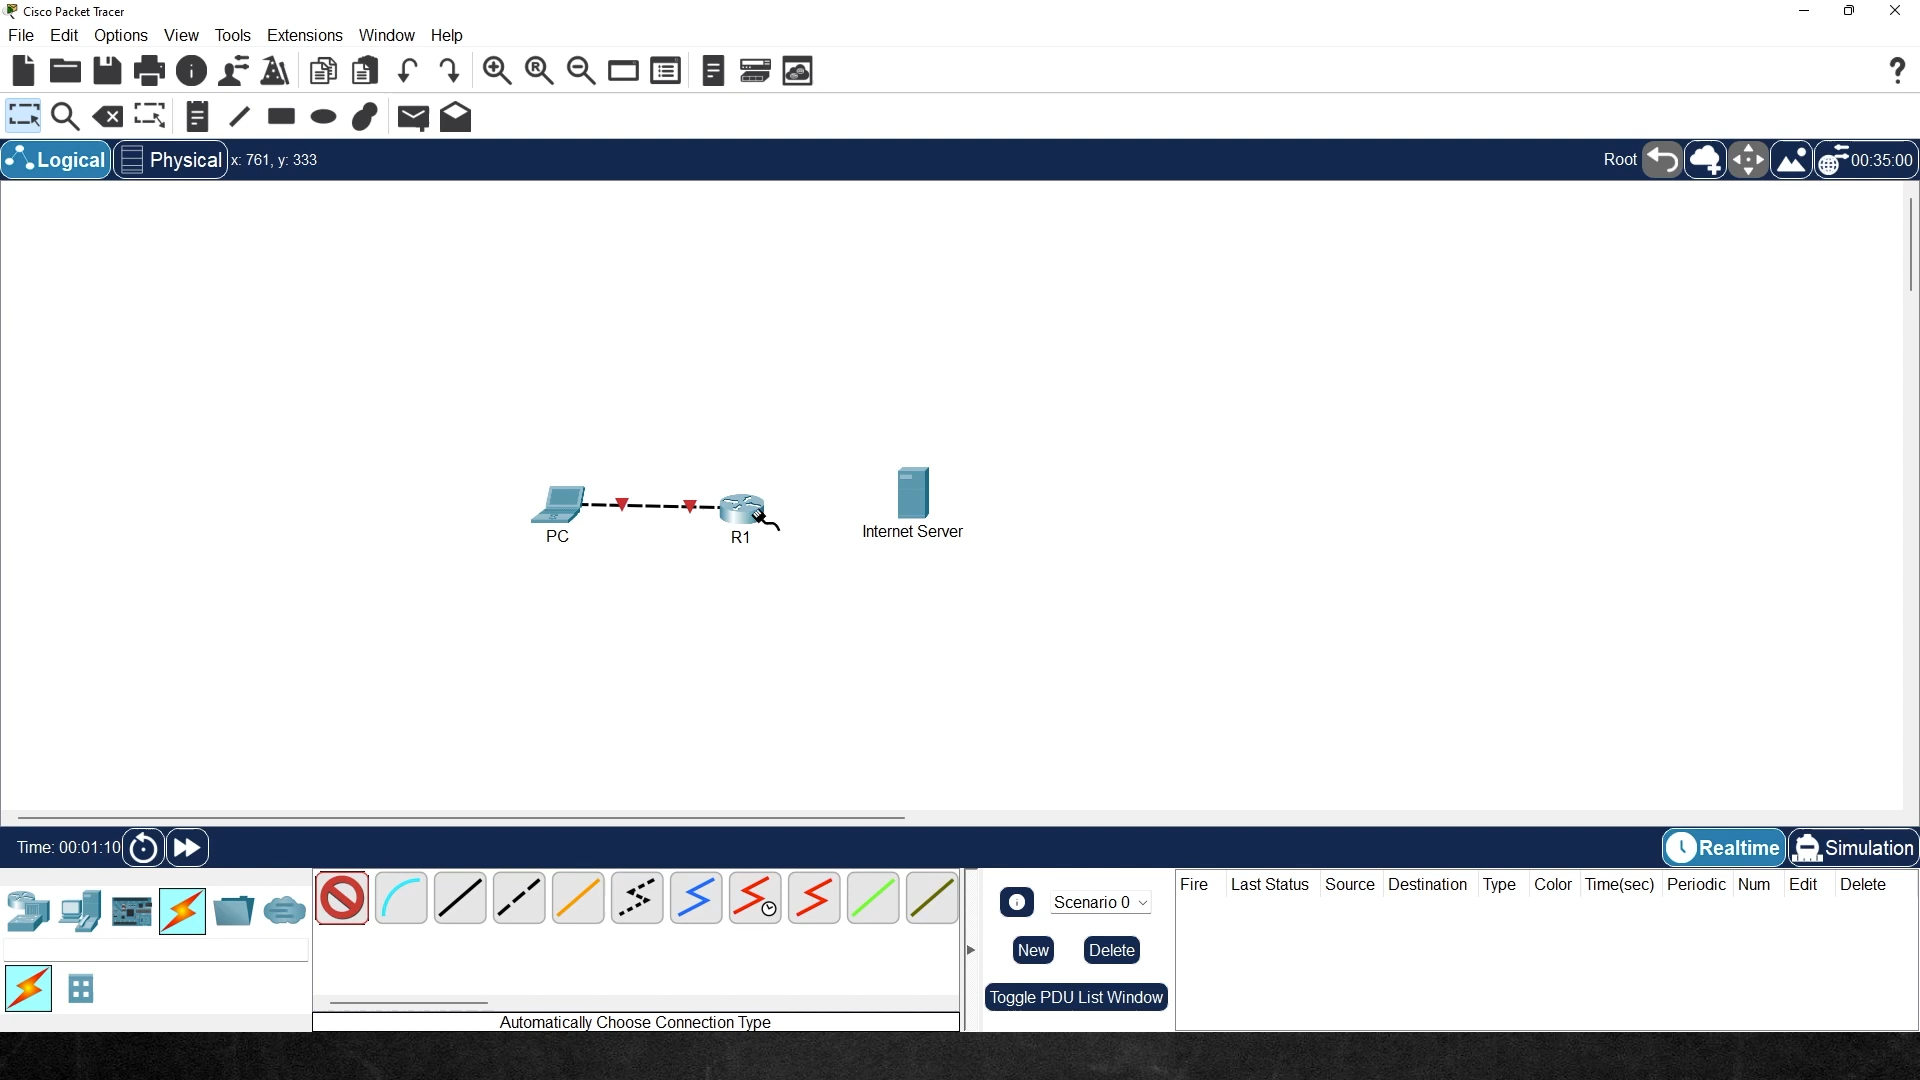 Cisco Packet Tracer
File Edit Options View Tools Extensions Window Help
Logical Physical x: 761, y: 333 Root 00:35:00
PC R1 Internet Server
Time: 00:01:10 Realtime Simulation
Fire Last Status Source Destination Type Color Time(sec) Periodic Num Edit Delete
Scenario 0
New Delete
Toggle PDU List Window
Automatically Choose Connection Type